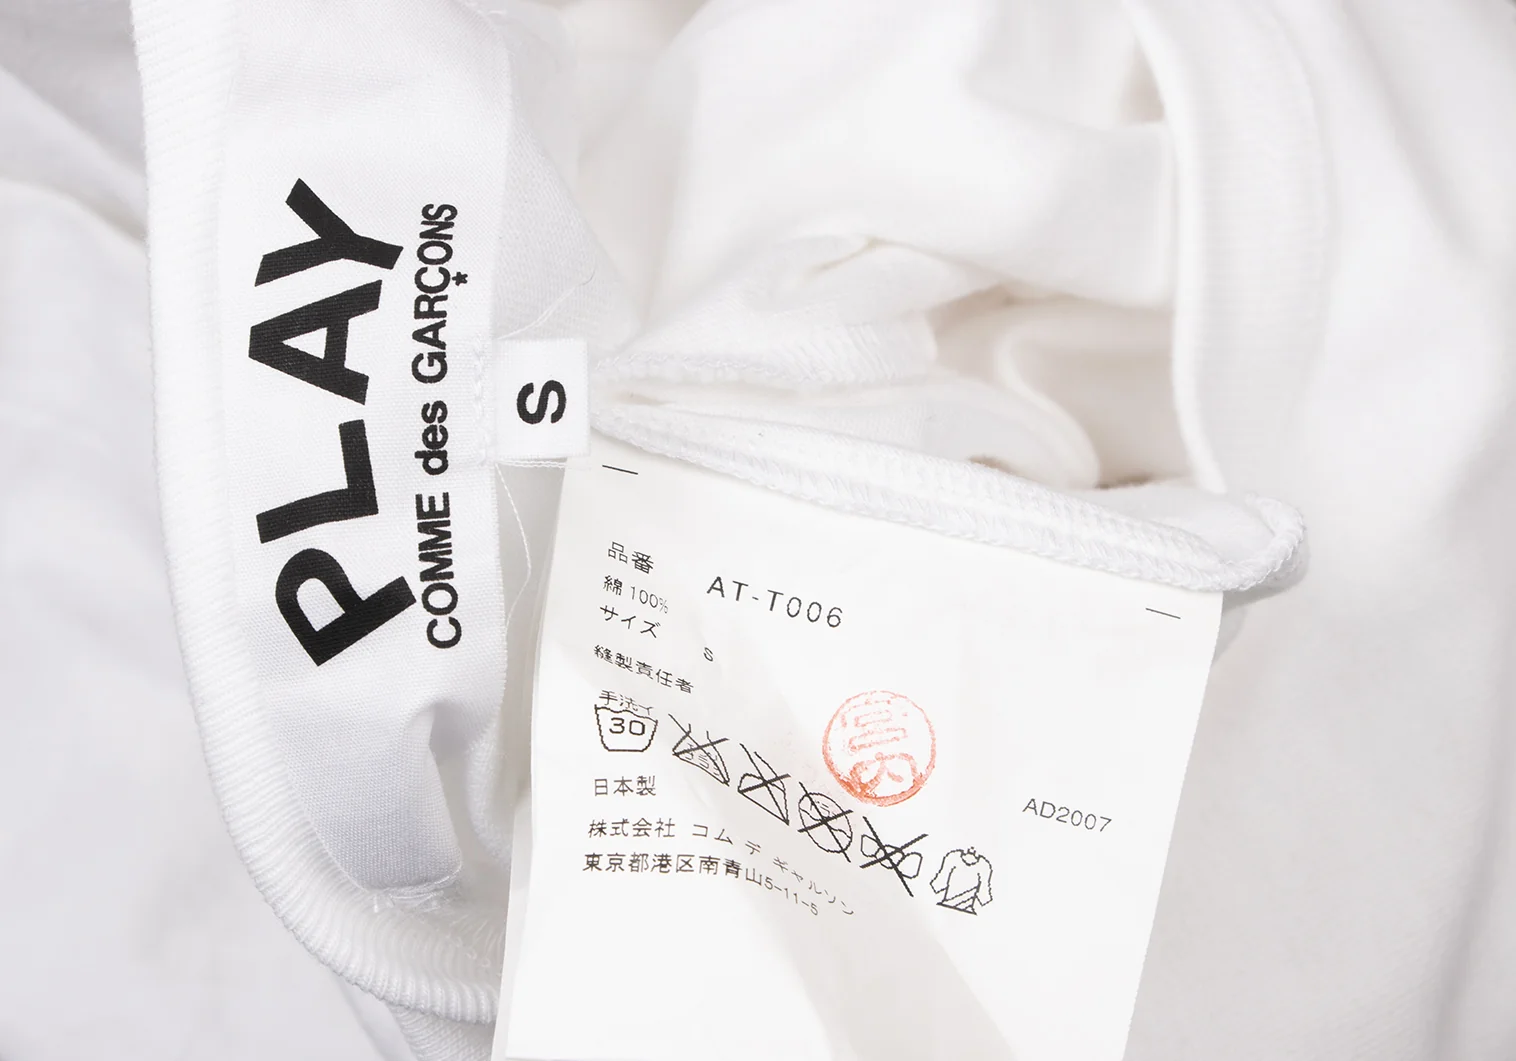 PLAY
COMME des GARÇONS
S
品番 AT-T006
綿 100%
サイズ S
縫製責任者
手洗イ
30
宮内
AD2007
日本製
株式会社 コム デ ギャルソン
東京都港区南青山5-11-5